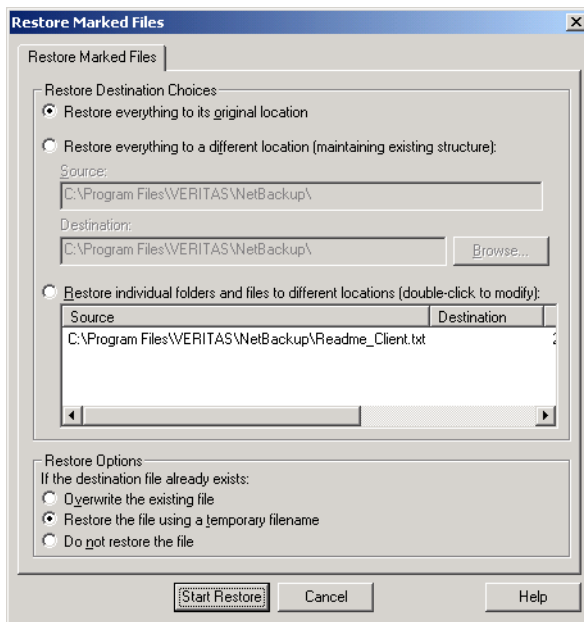 Restore Marked Files
Restore Marked Files
Restore Destination Choices
Restore everything to its original location
Restore everything to a different location (maintaining existing structure):
Source:
C:\Program Files\VERITAS\NetBackup\
Destination:
C:\Program Files\VERITAS\NetBackup\ Browse...
Restore individual folders and files to different locations (double-click to modify):
Source Destination
C:\Program Files\VERITAS\NetBackup\Readme_Client.txt
Restore Options
If the destination file already exists:
Overwrite the existing file
Restore the file using a temporary filename
Do not restore the file
Start Restore Cancel Help